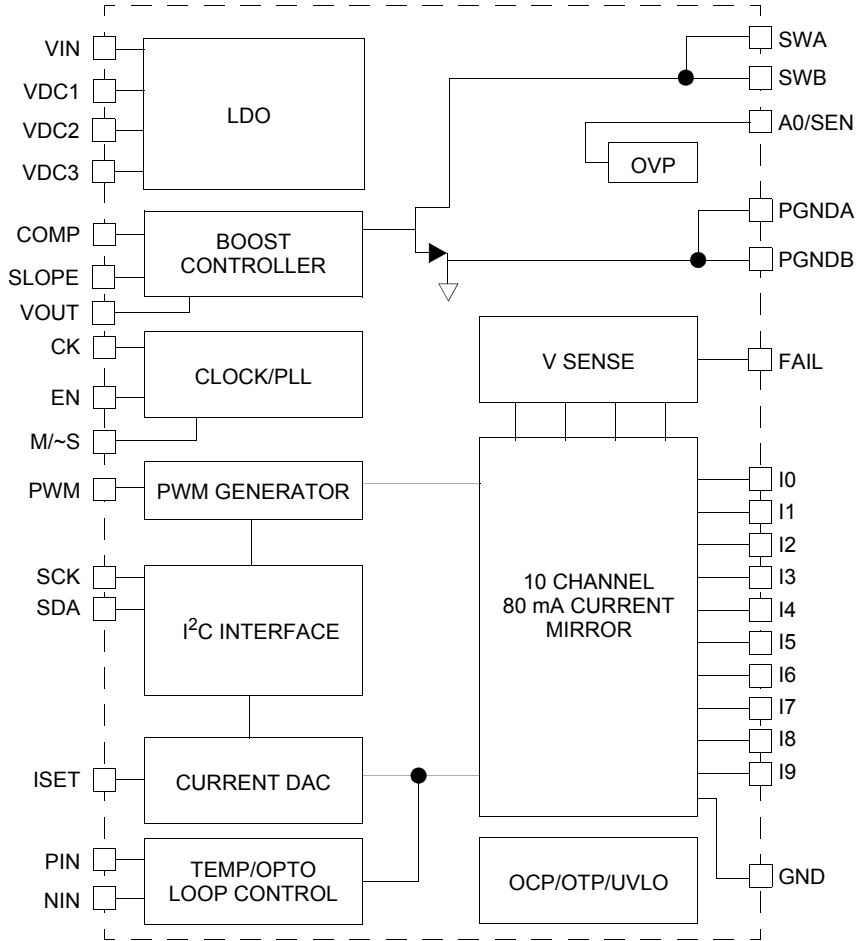 VIN
VDC1
VDC2
VDC3
LDO
SWA
SWB
A0/SEN
OVP
COMP
SLOPE
VOUT
BOOST
CONTROLLER
PGNDA
PGNDB
CK
EN
M/~S
CLOCK/PLL
V SENSE
FAIL
PWM
PWM GENERATOR
SCK
SDA
I²C INTERFACE
10 CHANNEL
80 mA CURRENT
MIRROR
I0
I1
I2
I3
I4
I5
I6
I7
I8
I9
ISET
CURRENT DAC
PIN
NIN
TEMP/OPTO
LOOP CONTROL
OCP/OTP/UVLO
GND